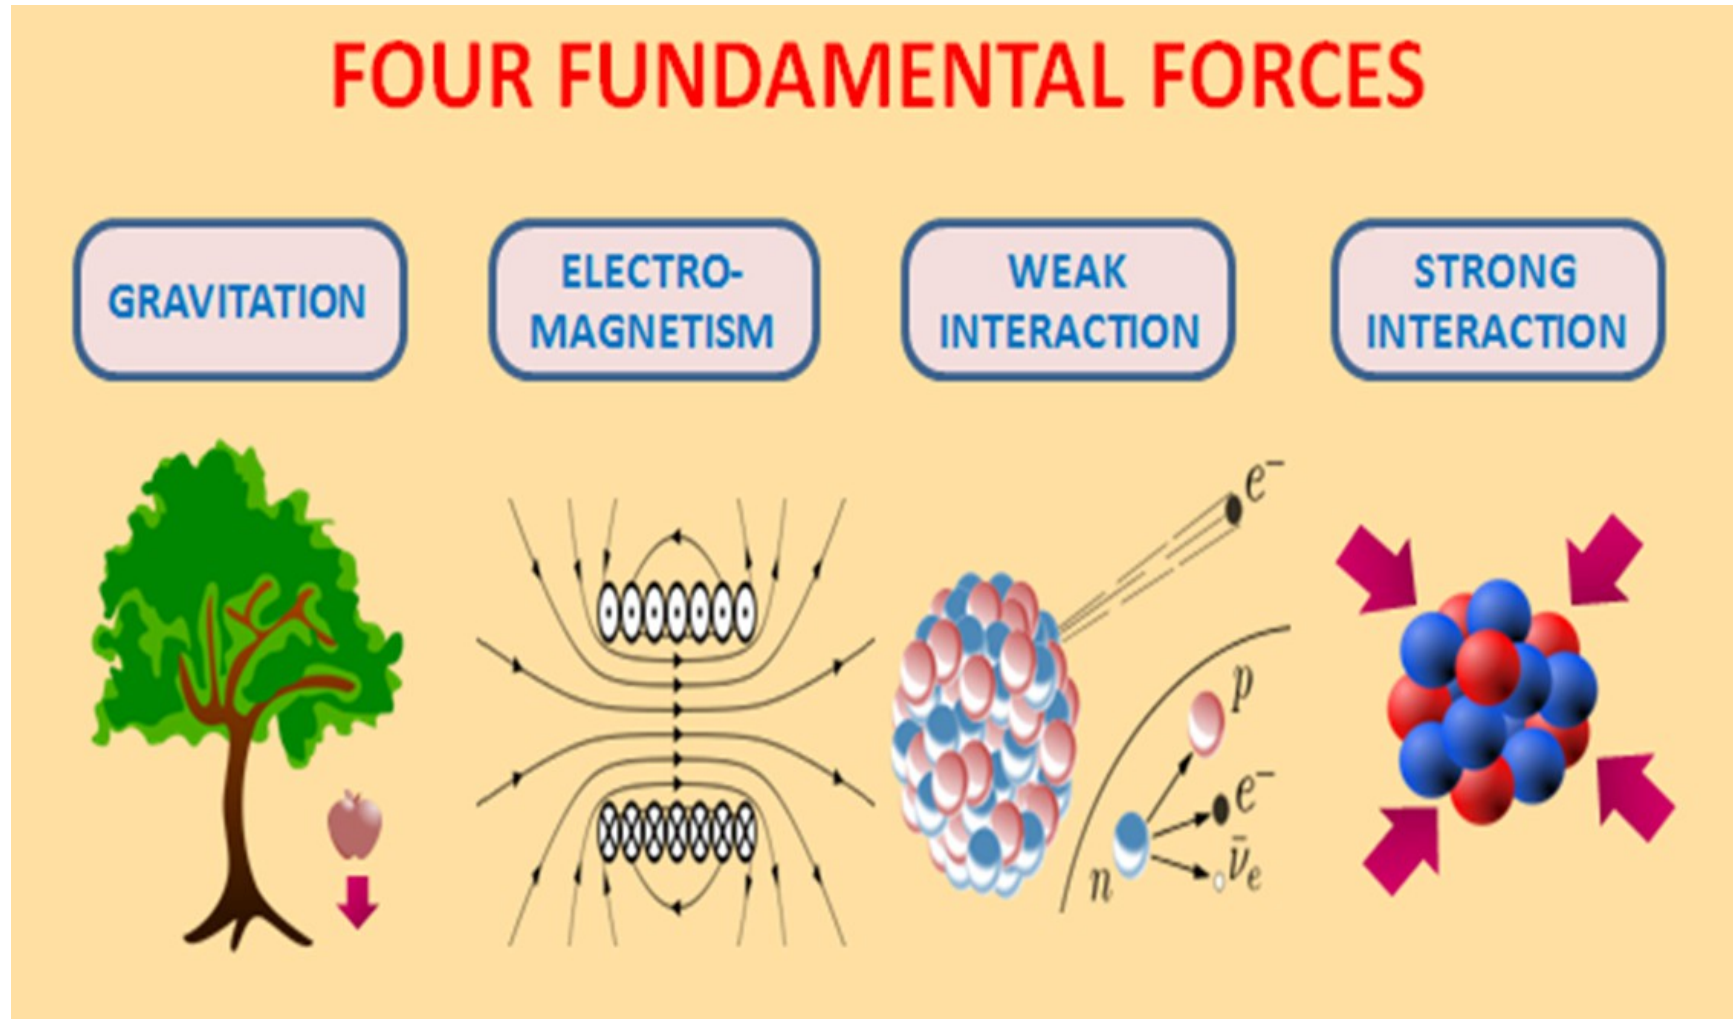 FOUR FUNDAMENTAL FORCES
GRAVITATION
ELECTRO-
MAGNETISM
WEAK
INTERACTION
STRONG
INTERACTION
e⁻
p
e⁻
ν̄ₑ
n